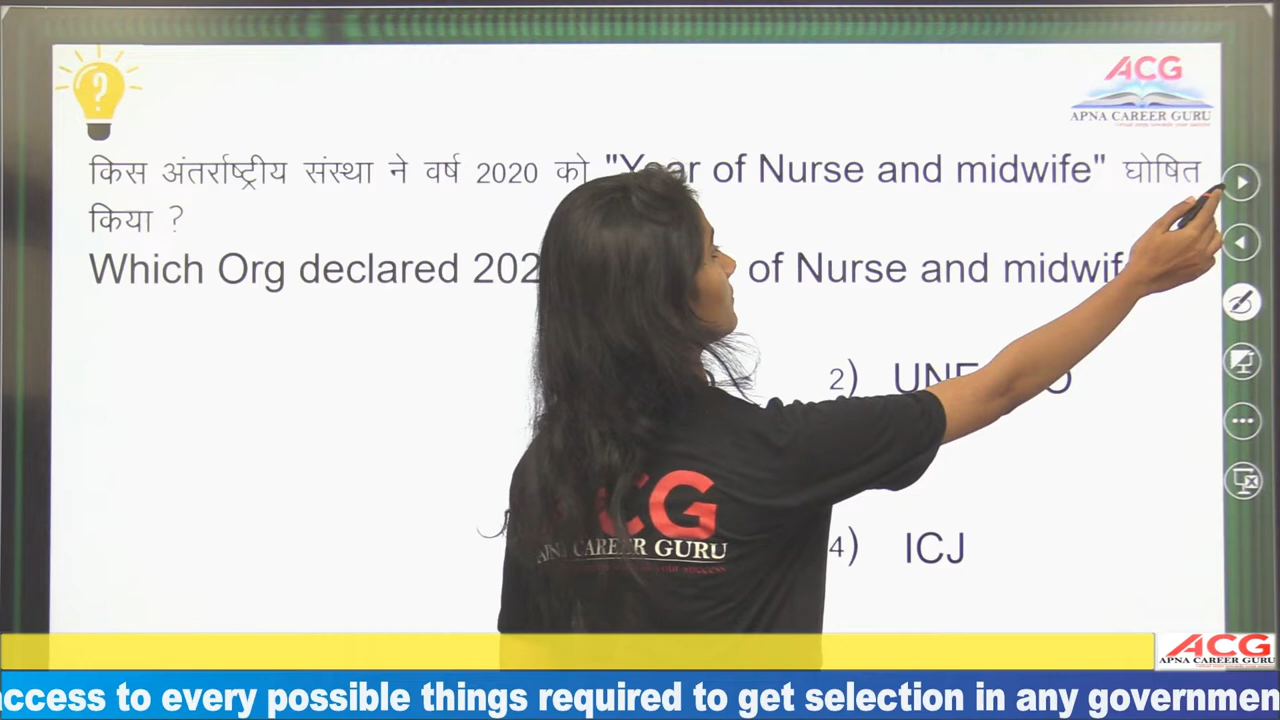 ACG
APNA CAREER GURU
किस अंतर्राष्ट्रीय संस्था ने वर्ष 2020 को "Year of Nurse and midwife" घोषित
किया ?
Which Org declared 202 of Nurse and midwif
2) UNE O
4) ICJ
CG
APNA CAREER GURU
ACG
APNA CAREER GURU
access to every possible things required to get selection in any governmen